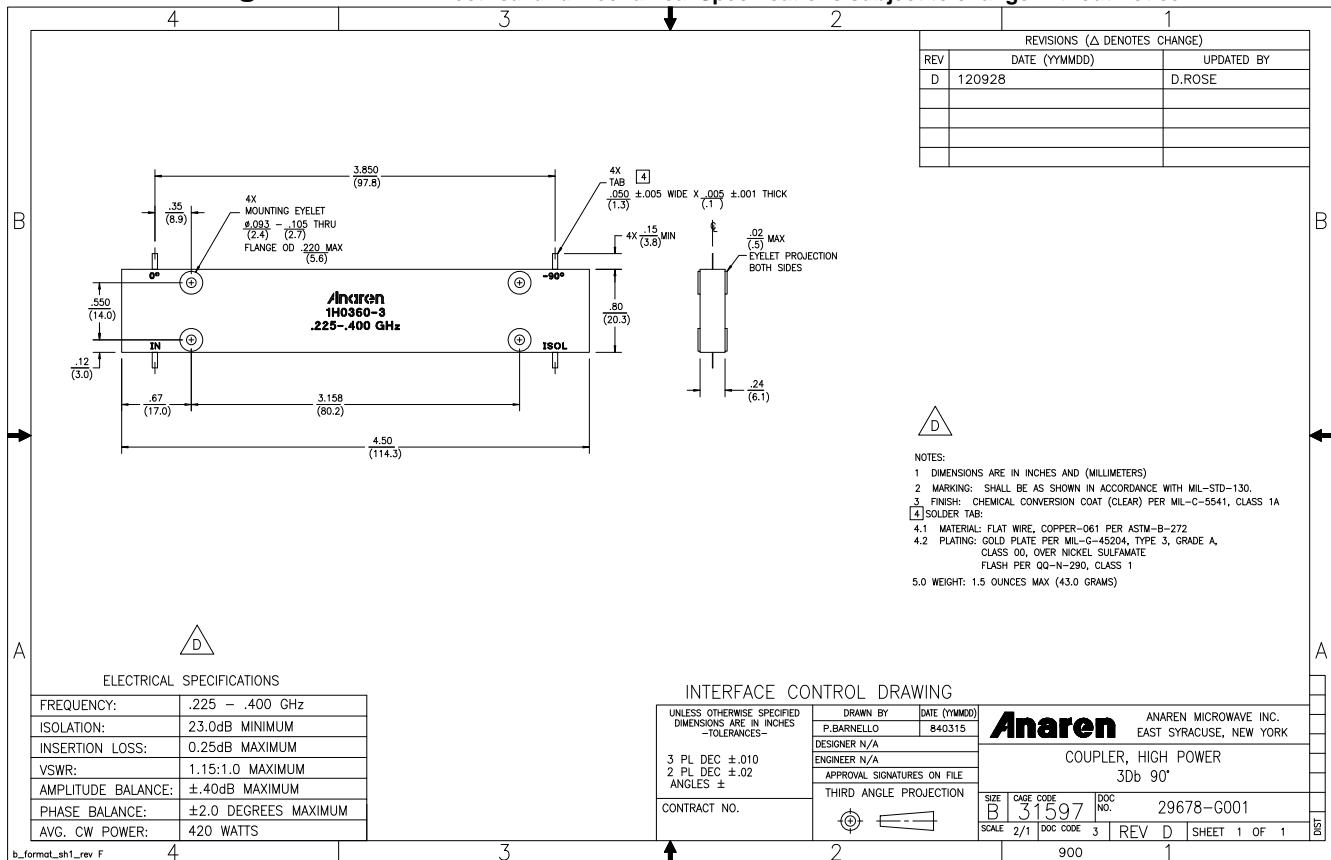 4 3 2 1
REVISIONS (△ DENOTES CHANGE)
REV DATE (YYMMDD) UPDATED BY
D 120928 D.ROSE
B
B
3.850
(97.8)
.35
(8.9)
4X
MOUNTING EYELET
ø.093 - .105 THRU
(2.4) (2.7)
FLANGE OD .220 MAX
(5.6)
4X
TAB 4
.050 ±.005 WIDE X .005 ±.001 THICK
(1.3) (.1)
4X .15 MIN
(3.8)
.02 MAX
(.5)
EYELET PROJECTION
BOTH SIDES
0° -90°
.550
(14.0)
Anaren
1H0360-3
.225-.400 GHz
IN ISOL
.80
(20.3)
.12
(3.0)
.67
(17.0)
3.158
(80.2)
.24
(6.1)
4.50
(114.3)
D
NOTES:
1 DIMENSIONS ARE IN INCHES AND (MILLIMETERS)
2 MARKING: SHALL BE AS SHOWN IN ACCORDANCE WITH MIL-STD-130.
3 FINISH: CHEMICAL CONVERSION COAT (CLEAR) PER MIL-C-5541, CLASS 1A
4 SOLDER TAB:
4.1 MATERIAL: FLAT WIRE, COPPER-061 PER ASTM-B-272
4.2 PLATING: GOLD PLATE PER MIL-G-45204, TYPE 3, GRADE A,
CLASS 00, OVER NICKEL SULFAMATE
FLASH PER QQ-N-290, CLASS 1
5.0 WEIGHT: 1.5 OUNCES MAX (43.0 GRAMS)
A
A
D
ELECTRICAL SPECIFICATIONS
FREQUENCY: .225 - .400 GHz
ISOLATION: 23.0dB MINIMUM
INSERTION LOSS: 0.25dB MAXIMUM
VSWR: 1.15:1.0 MAXIMUM
AMPLITUDE BALANCE: ±.40dB MAXIMUM
PHASE BALANCE: ±2.0 DEGREES MAXIMUM
AVG. CW POWER: 420 WATTS
INTERFACE CONTROL DRAWING
UNLESS OTHERWISE SPECIFIED
DIMENSIONS ARE IN INCHES
-TOLERANCES-
3 PL DEC ±.010
2 PL DEC ±.02
ANGLES ±
CONTRACT NO.
DRAWN BY DATE (YYMMDD)
P.BARNELLO 840315
DESIGNER N/A
ENGINEER N/A
APPROVAL SIGNATURES ON FILE
THIRD ANGLE PROJECTION
Anaren
ANAREN MICROWAVE INC.
EAST SYRACUSE, NEW YORK
COUPLER, HIGH POWER
3Db 90°
SIZE B CAGE CODE 31597 DOC NO. 29678-G001
SCALE 2/1 DOC CODE 3 REV D SHEET 1 OF 1
DIST
b_format_sh1_rev F
4 3 2 900 1